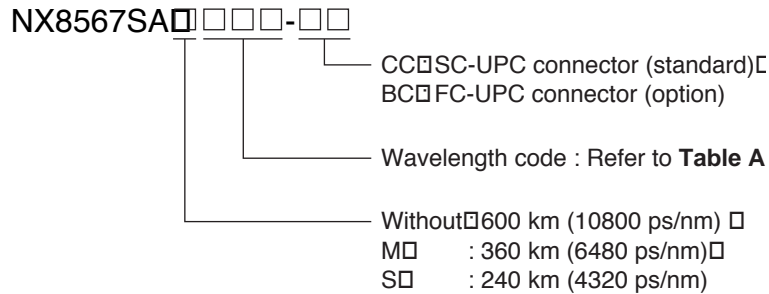 NX8567SA□□□□□-□□
CC□SC-UPC connector (standard)□
BC□FC-UPC connector (option)
Wavelength code : Refer to Table A
Without□600 km (10800 ps/nm) □
M□ : 360 km (6480 ps/nm)□
S□ : 240 km (4320 ps/nm)